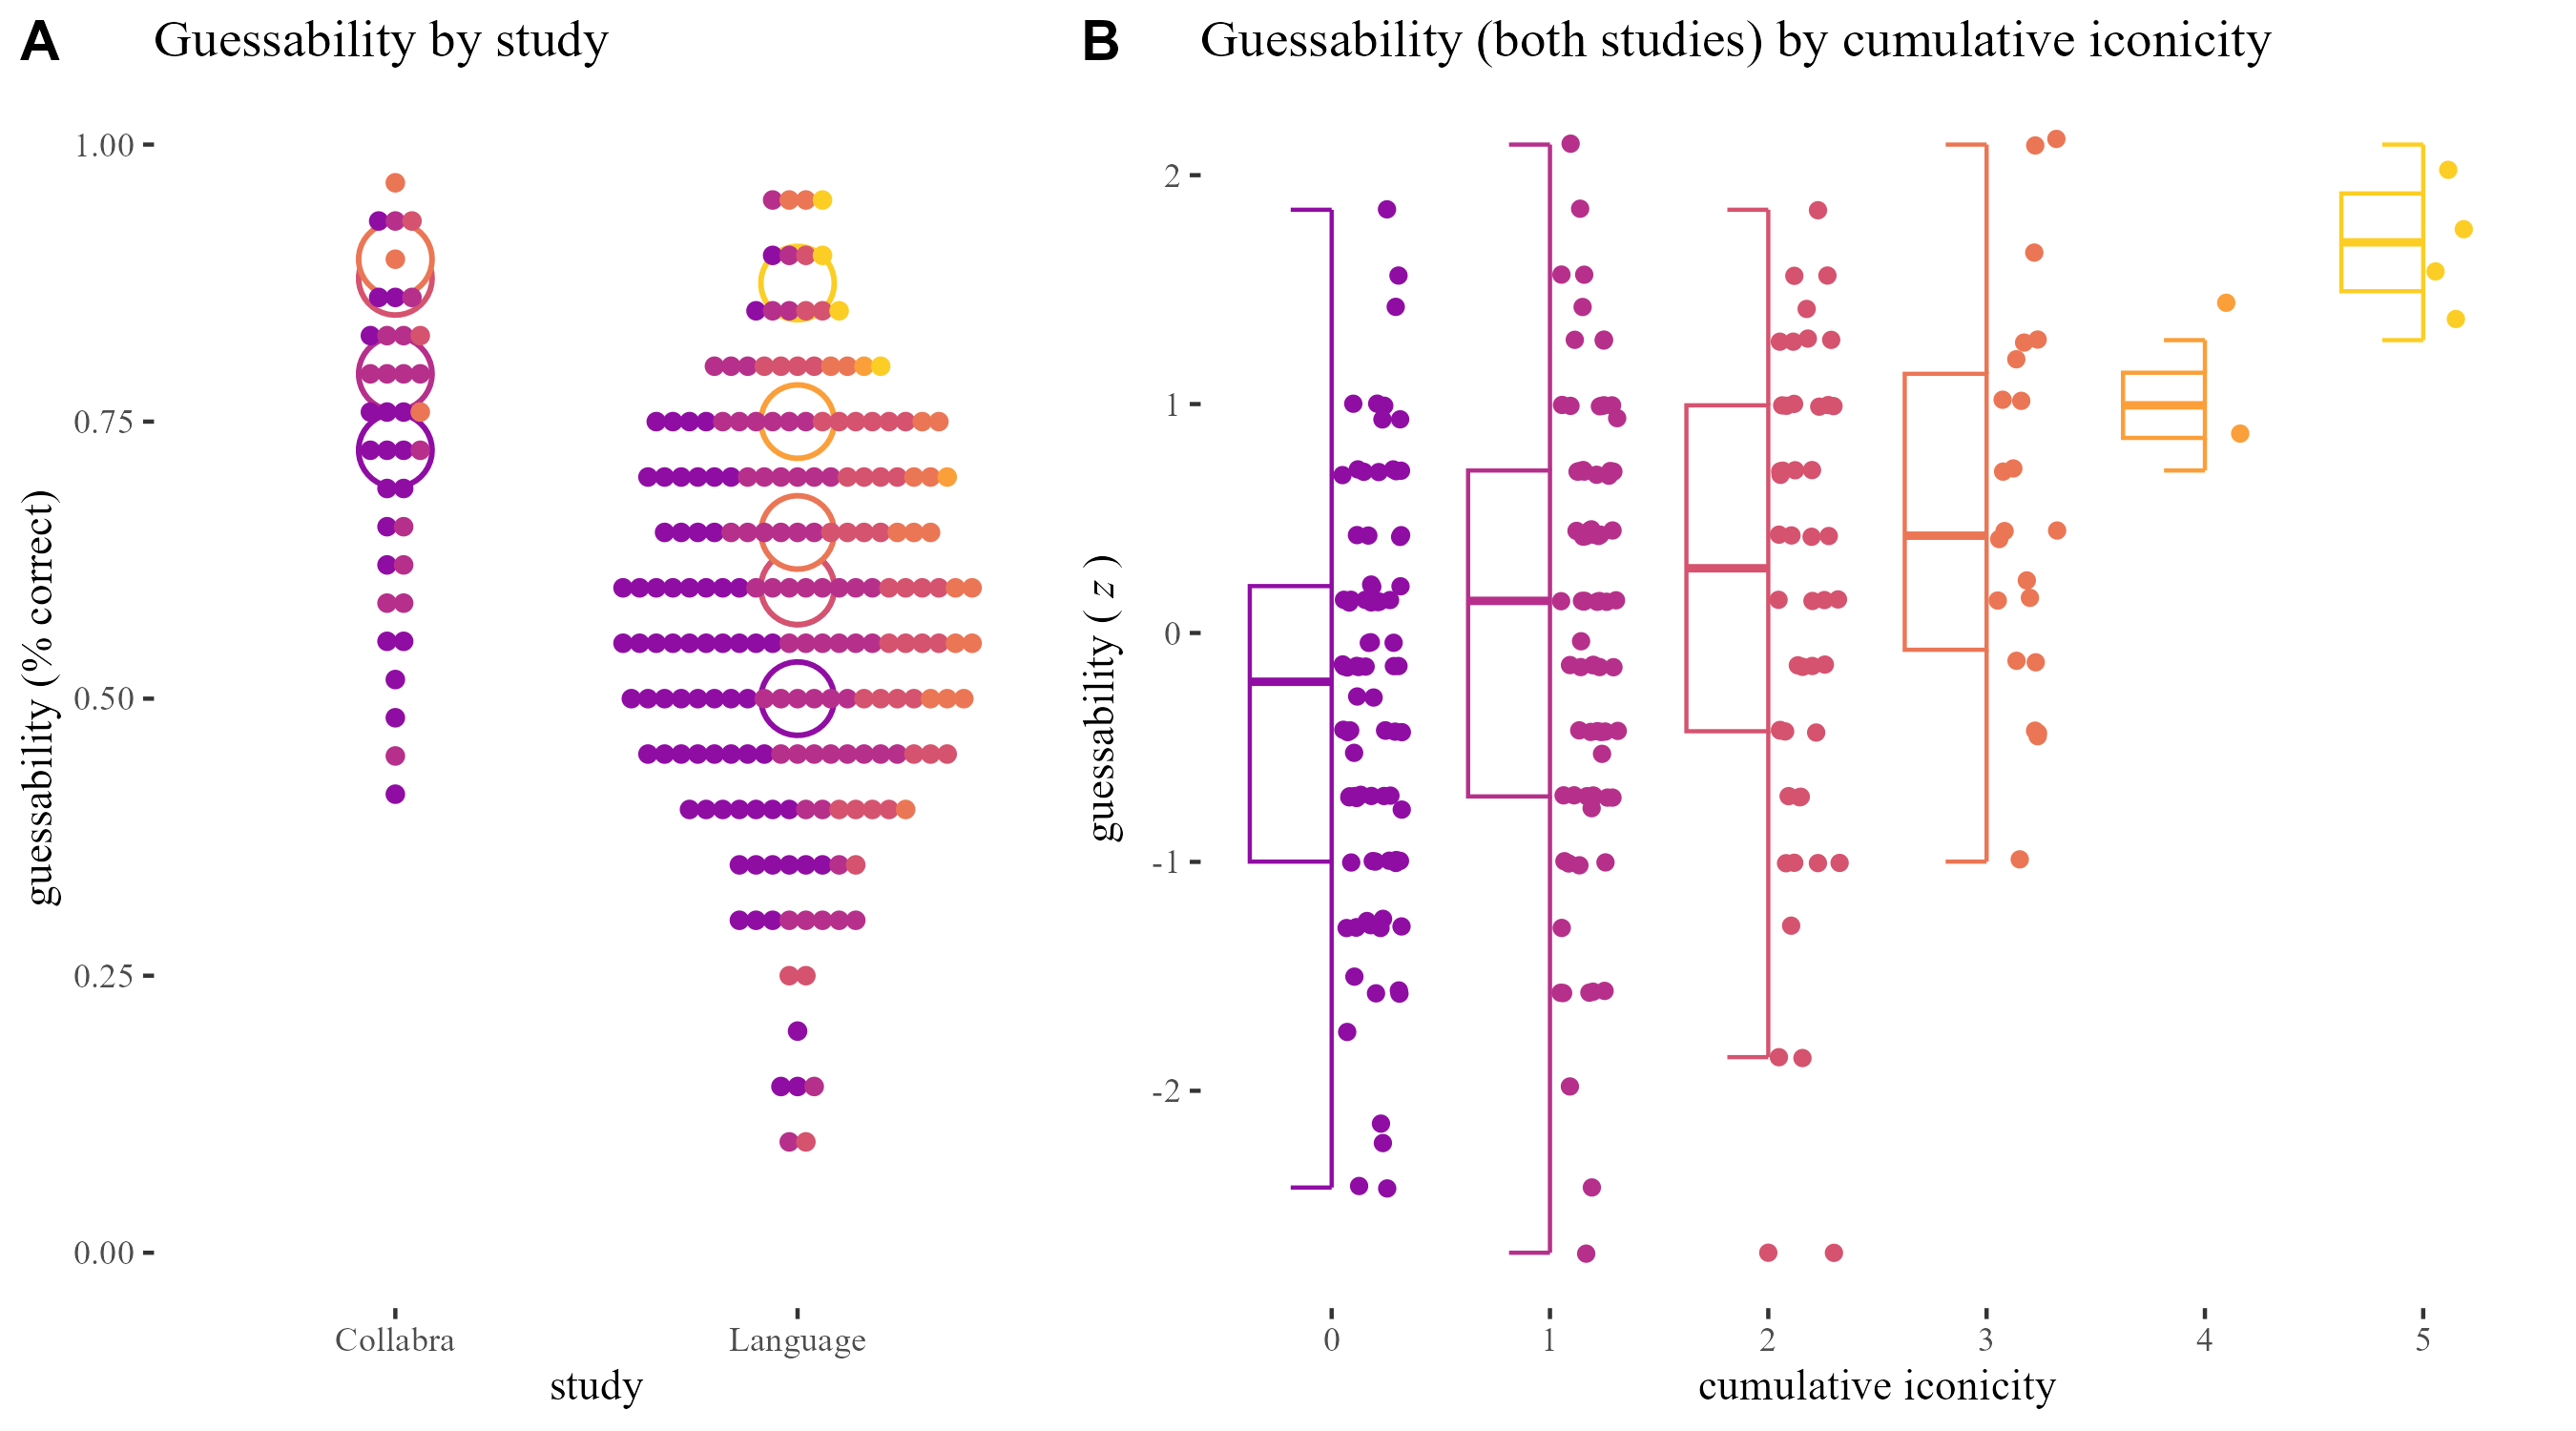 A Guessability by study
1.00
0.75
0.50
0.25
0.00
guessability (% correct)
Collabra Language
study
B Guessability (both studies) by cumulative iconicity
2
1
0
-1
-2
guessability ( z )
0 1 2 3 4 5
cumulative iconicity